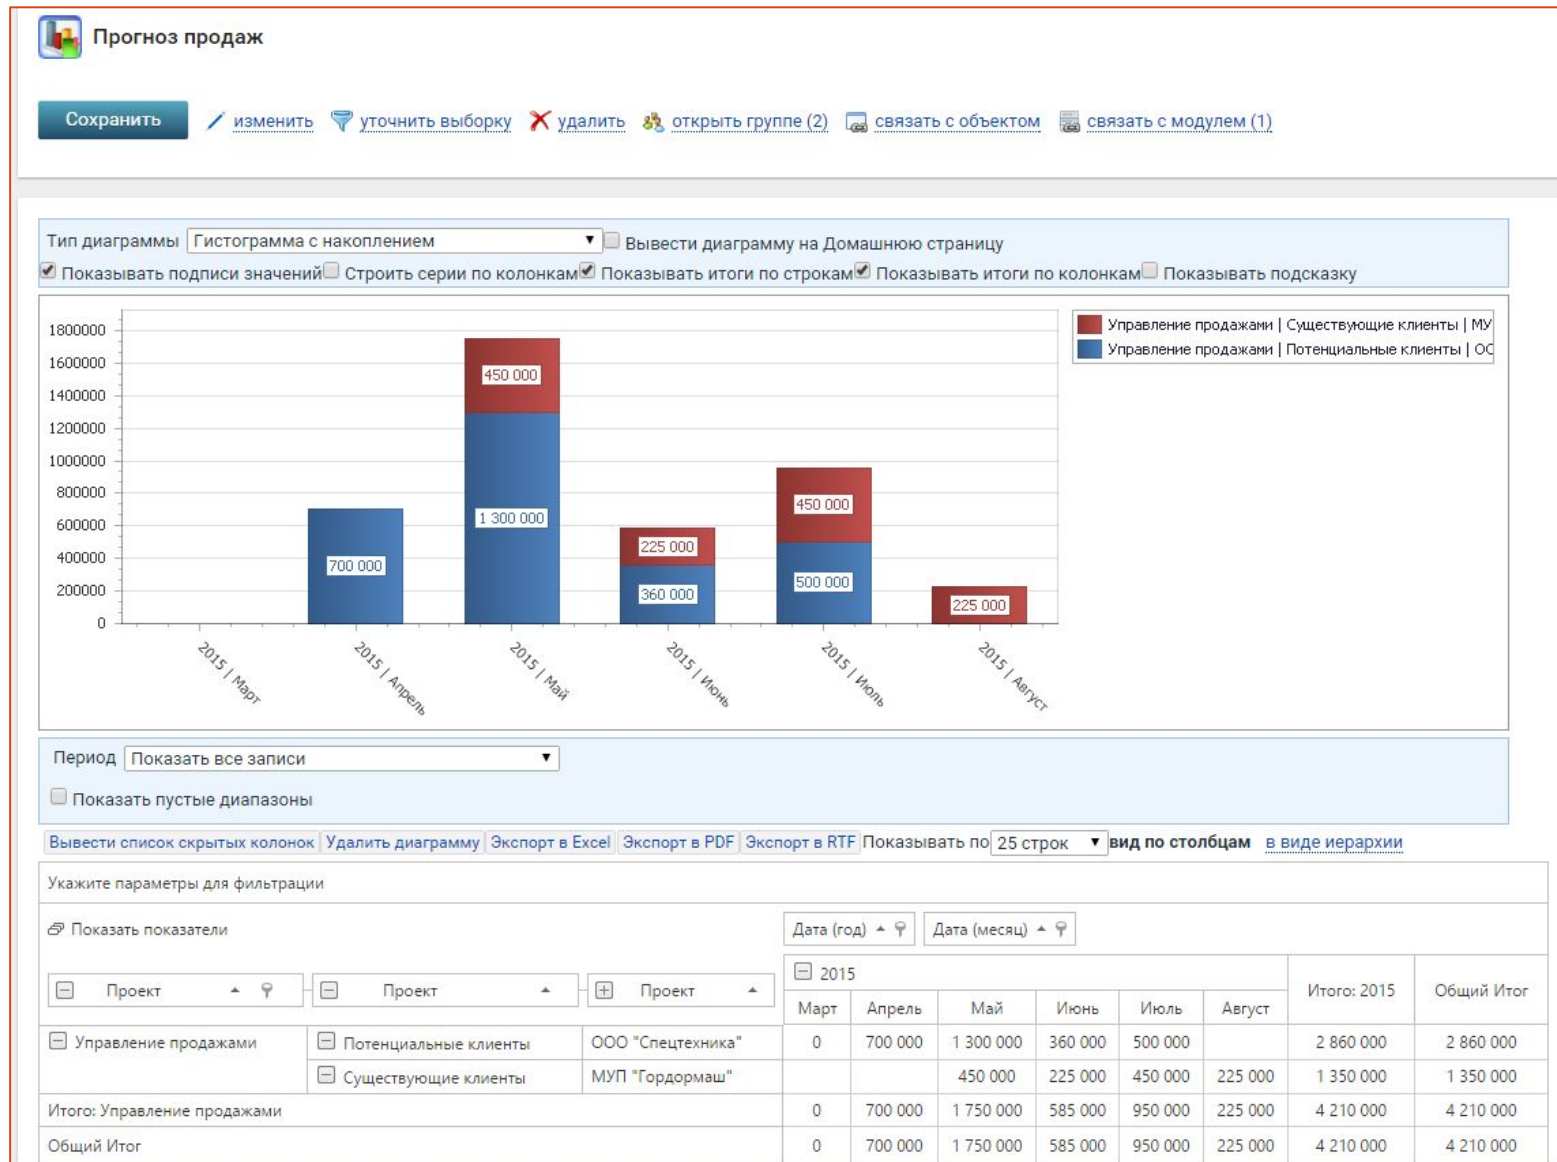 Прогноз продаж
Сохранить изменить уточнить выборку удалить открыть группе (2) связать с объектом связать с модулем (1)
Тип диаграммы Гистограмма с накоплением Вывести диаграмму на Домашнюю страницу
Показывать подписи значений Строить серии по колонкам Показывать итоги по строкам Показывать итоги по колонкам Показывать подсказку
1800000
1600000
1400000
1200000
1000000
800000
600000
400000
200000
0
700 000
450 000
1 300 000
225 000
360 000
450 000
500 000
225 000
2015 | Март
2015 | Апрель
2015 | Май
2015 | Июнь
2015 | Июль
2015 | Август
Управление продажами | Существующие клиенты | МУ
Управление продажами | Потенциальные клиенты | ОО
Период Показать все записи
Показать пустые диапазоны
Вывести список скрытых колонок Удалить диаграмму Экспорт в Excel Экспорт в PDF Экспорт в RTF Показывать по 25 строк вид по столбцам в виде иерархии
Укажите параметры для фильтрации
Показать показатели Дата (год) Дата (месяц)
Проект Проект Проект 2015 Итого: 2015 Общий Итог
Март Апрель Май Июнь Июль Август
Управление продажами Потенциальные клиенты ООО "Спецтехника" 0 700 000 1 300 000 360 000 500 000 2 860 000 2 860 000
Существующие клиенты МУП "Гордормаш" 450 000 225 000 450 000 225 000 1 350 000 1 350 000
Итого: Управление продажами 0 700 000 1 750 000 585 000 950 000 225 000 4 210 000 4 210 000
Общий Итог 0 700 000 1 750 000 585 000 950 000 225 000 4 210 000 4 210 000